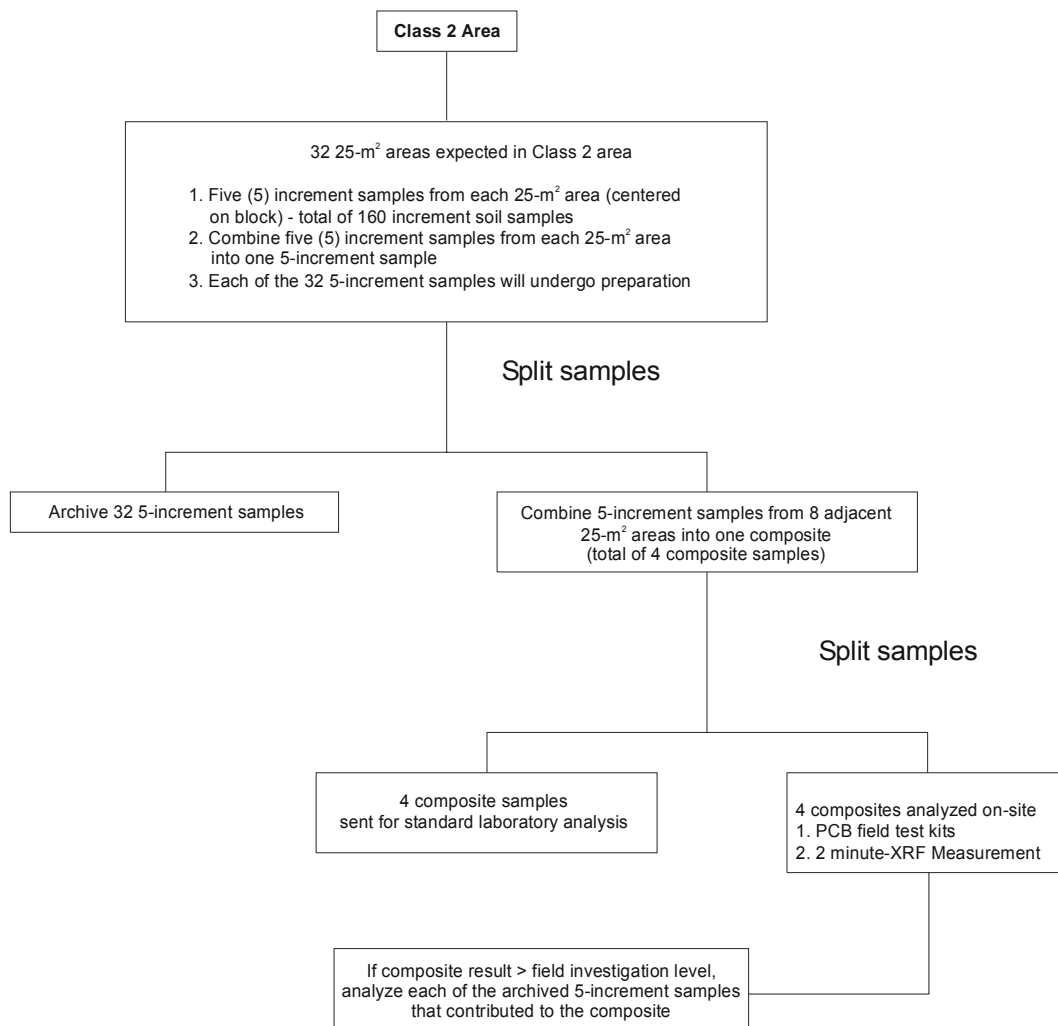 Class 2 Area
32 25-m² areas expected in Class 2 area
1. Five (5) increment samples from each 25-m² area (centered
on block) - total of 160 increment soil samples
2. Combine five (5) increment samples from each 25-m² area
into one 5-increment sample
3. Each of the 32 5-increment samples will undergo preparation
Split samples
Archive 32 5-increment samples
Combine 5-increment samples from 8 adjacent
25-m² areas into one composite
(total of 4 composite samples)
Split samples
4 composite samples
sent for standard laboratory analysis
4 composites analyzed on-site
1. PCB field test kits
2. 2 minute-XRF Measurement
If composite result > field investigation level,
analyze each of the archived 5-increment samples
that contributed to the composite